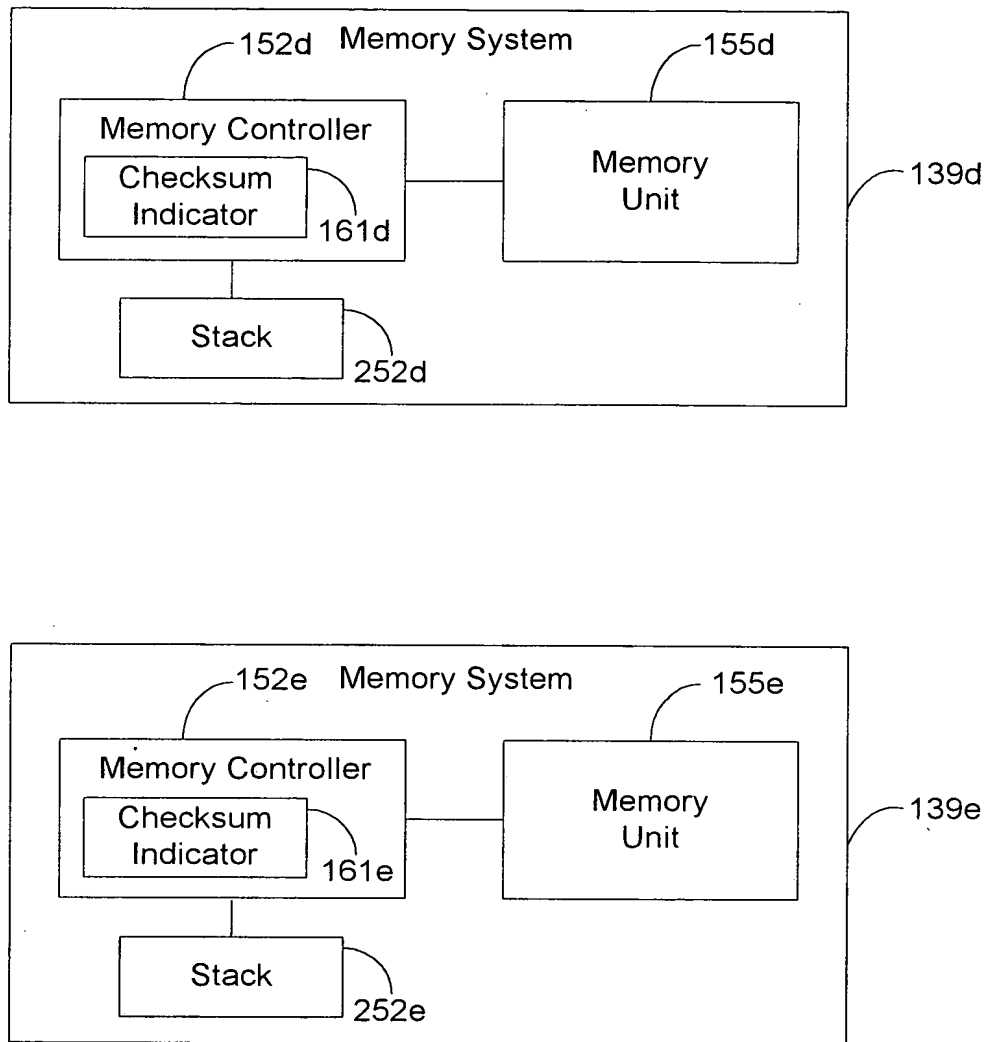 152d
Memory System
155d
Memory Controller
Checksum
Indicator
161d
Memory
Unit
139d
Stack
252d
152e
Memory System
155e
Memory Controller
Checksum
Indicator
161e
Memory
Unit
139e
Stack
252e